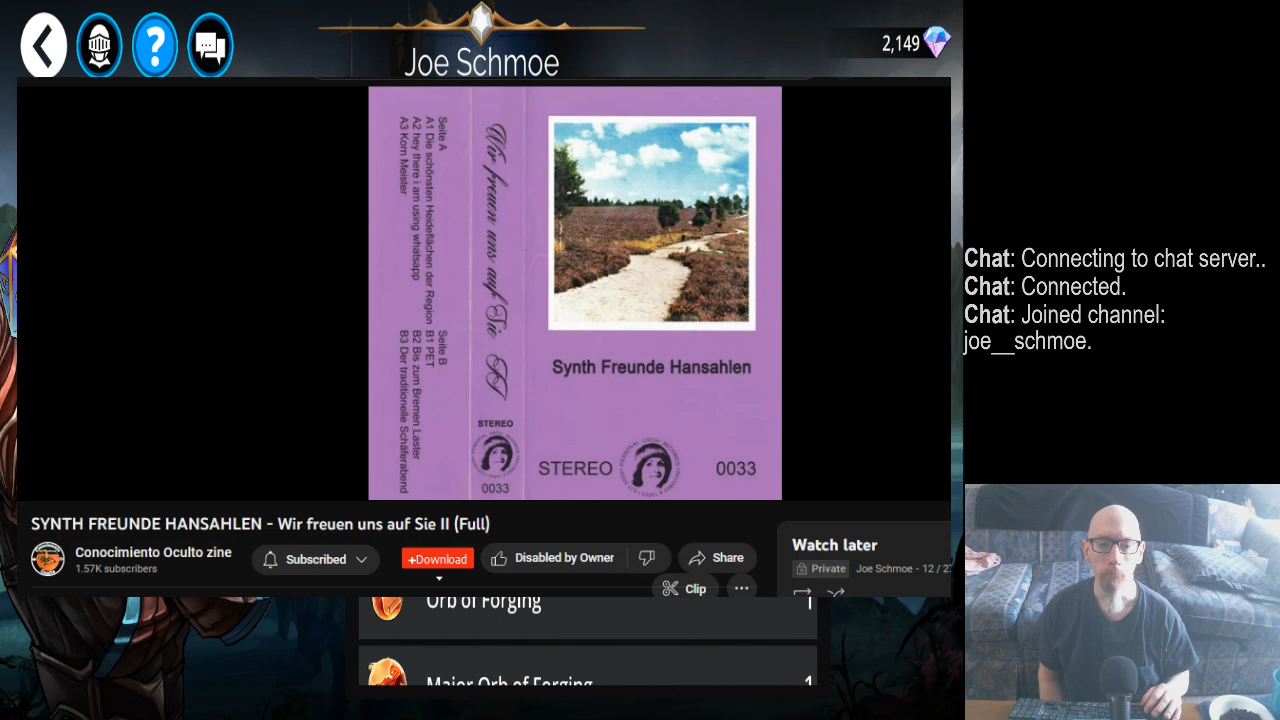 Joe Schmoe
2,149
Seite A
A1 Die schönsten Heideflächen der Region
A2 hey there i am using whatsapp
A3 Korn Meister
Seite B
B1 PET
B2 Bis zum Bremen Laster
B3 Der traditionelle Schäferabend
Wir freuen uns auf Sie II
STEREO
0033
Synth Freunde Hansahlen
STEREO
0033
SYNTH FREUNDE HANSAHLEN - Wir freuen uns auf Sie II (Full)
Conocimiento Oculto zine
1.57K subscribers
Subscribed
+Download
Disabled by Owner
Share
Clip
Watch later
Private
Joe Schmoe - 12 /
Orb of Forging
1
Major Orb of Forging
1
Chat: Connecting to chat server..
Chat: Connected.
Chat: Joined channel:
joe__schmoe.